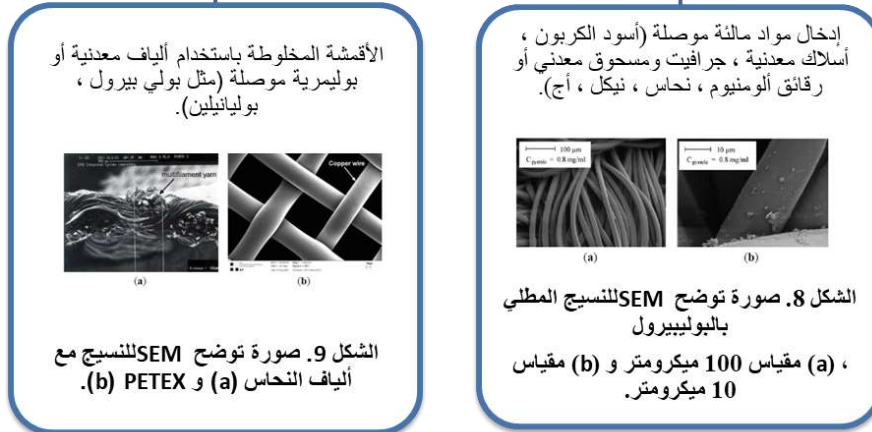 إدخال مواد مالئة موصلة (أسود الكربون ،
أسلاك معدنية ، جرافيت ومسحوق معدني أو
رقائق ألومنيوم ، نحاس ، نيكل ، أج).
100 µm
= 0.8 mg/ml
10 µm
= 0.8 mg/ml
(a)
(b)
الشكل 8. صورة توضح SEMللنسيج المطلي
بالبوليبيرول
، (a) مقياس 100 ميكرومتر و (b) مقياس
10 ميكرومتر.
الأقمشة المخلوطة باستخدام ألياف معدنية أو
بوليمرية موصلة (مثل بولي بيرول ،
بوليانيلين).
multifilament yarn
Copper wire
(a)
(b)
الشكل 9. صورة توضح SEMللنسيج مع
ألياف النحاس (a) و PETEX (b).